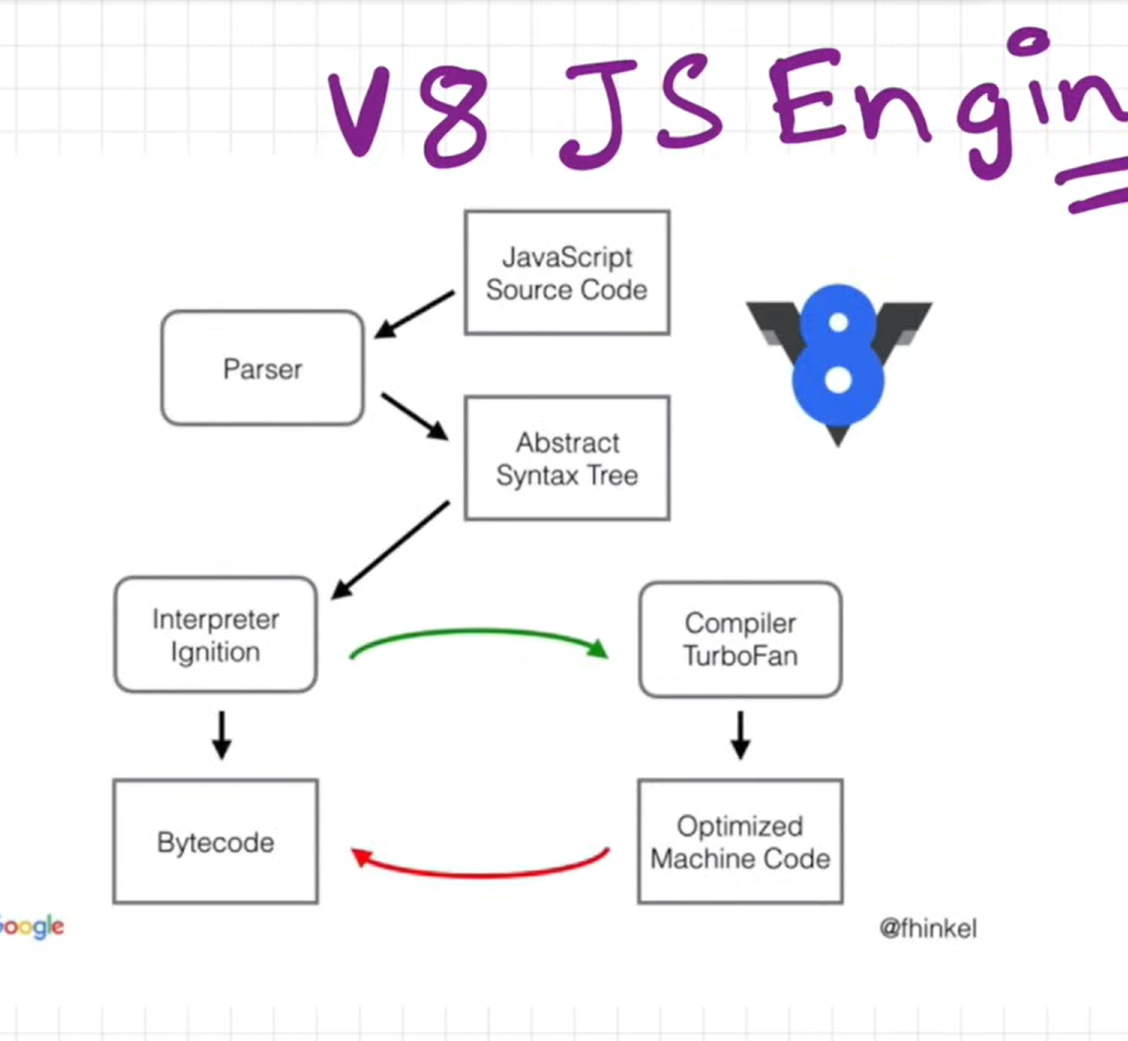 V8 JS Engin
JavaScript
Source Code
Parser
Abstract
Syntax Tree
Interpreter
Ignition
Compiler
TurboFan
Bytecode
Optimized
Machine Code
oogle
@fhinkel